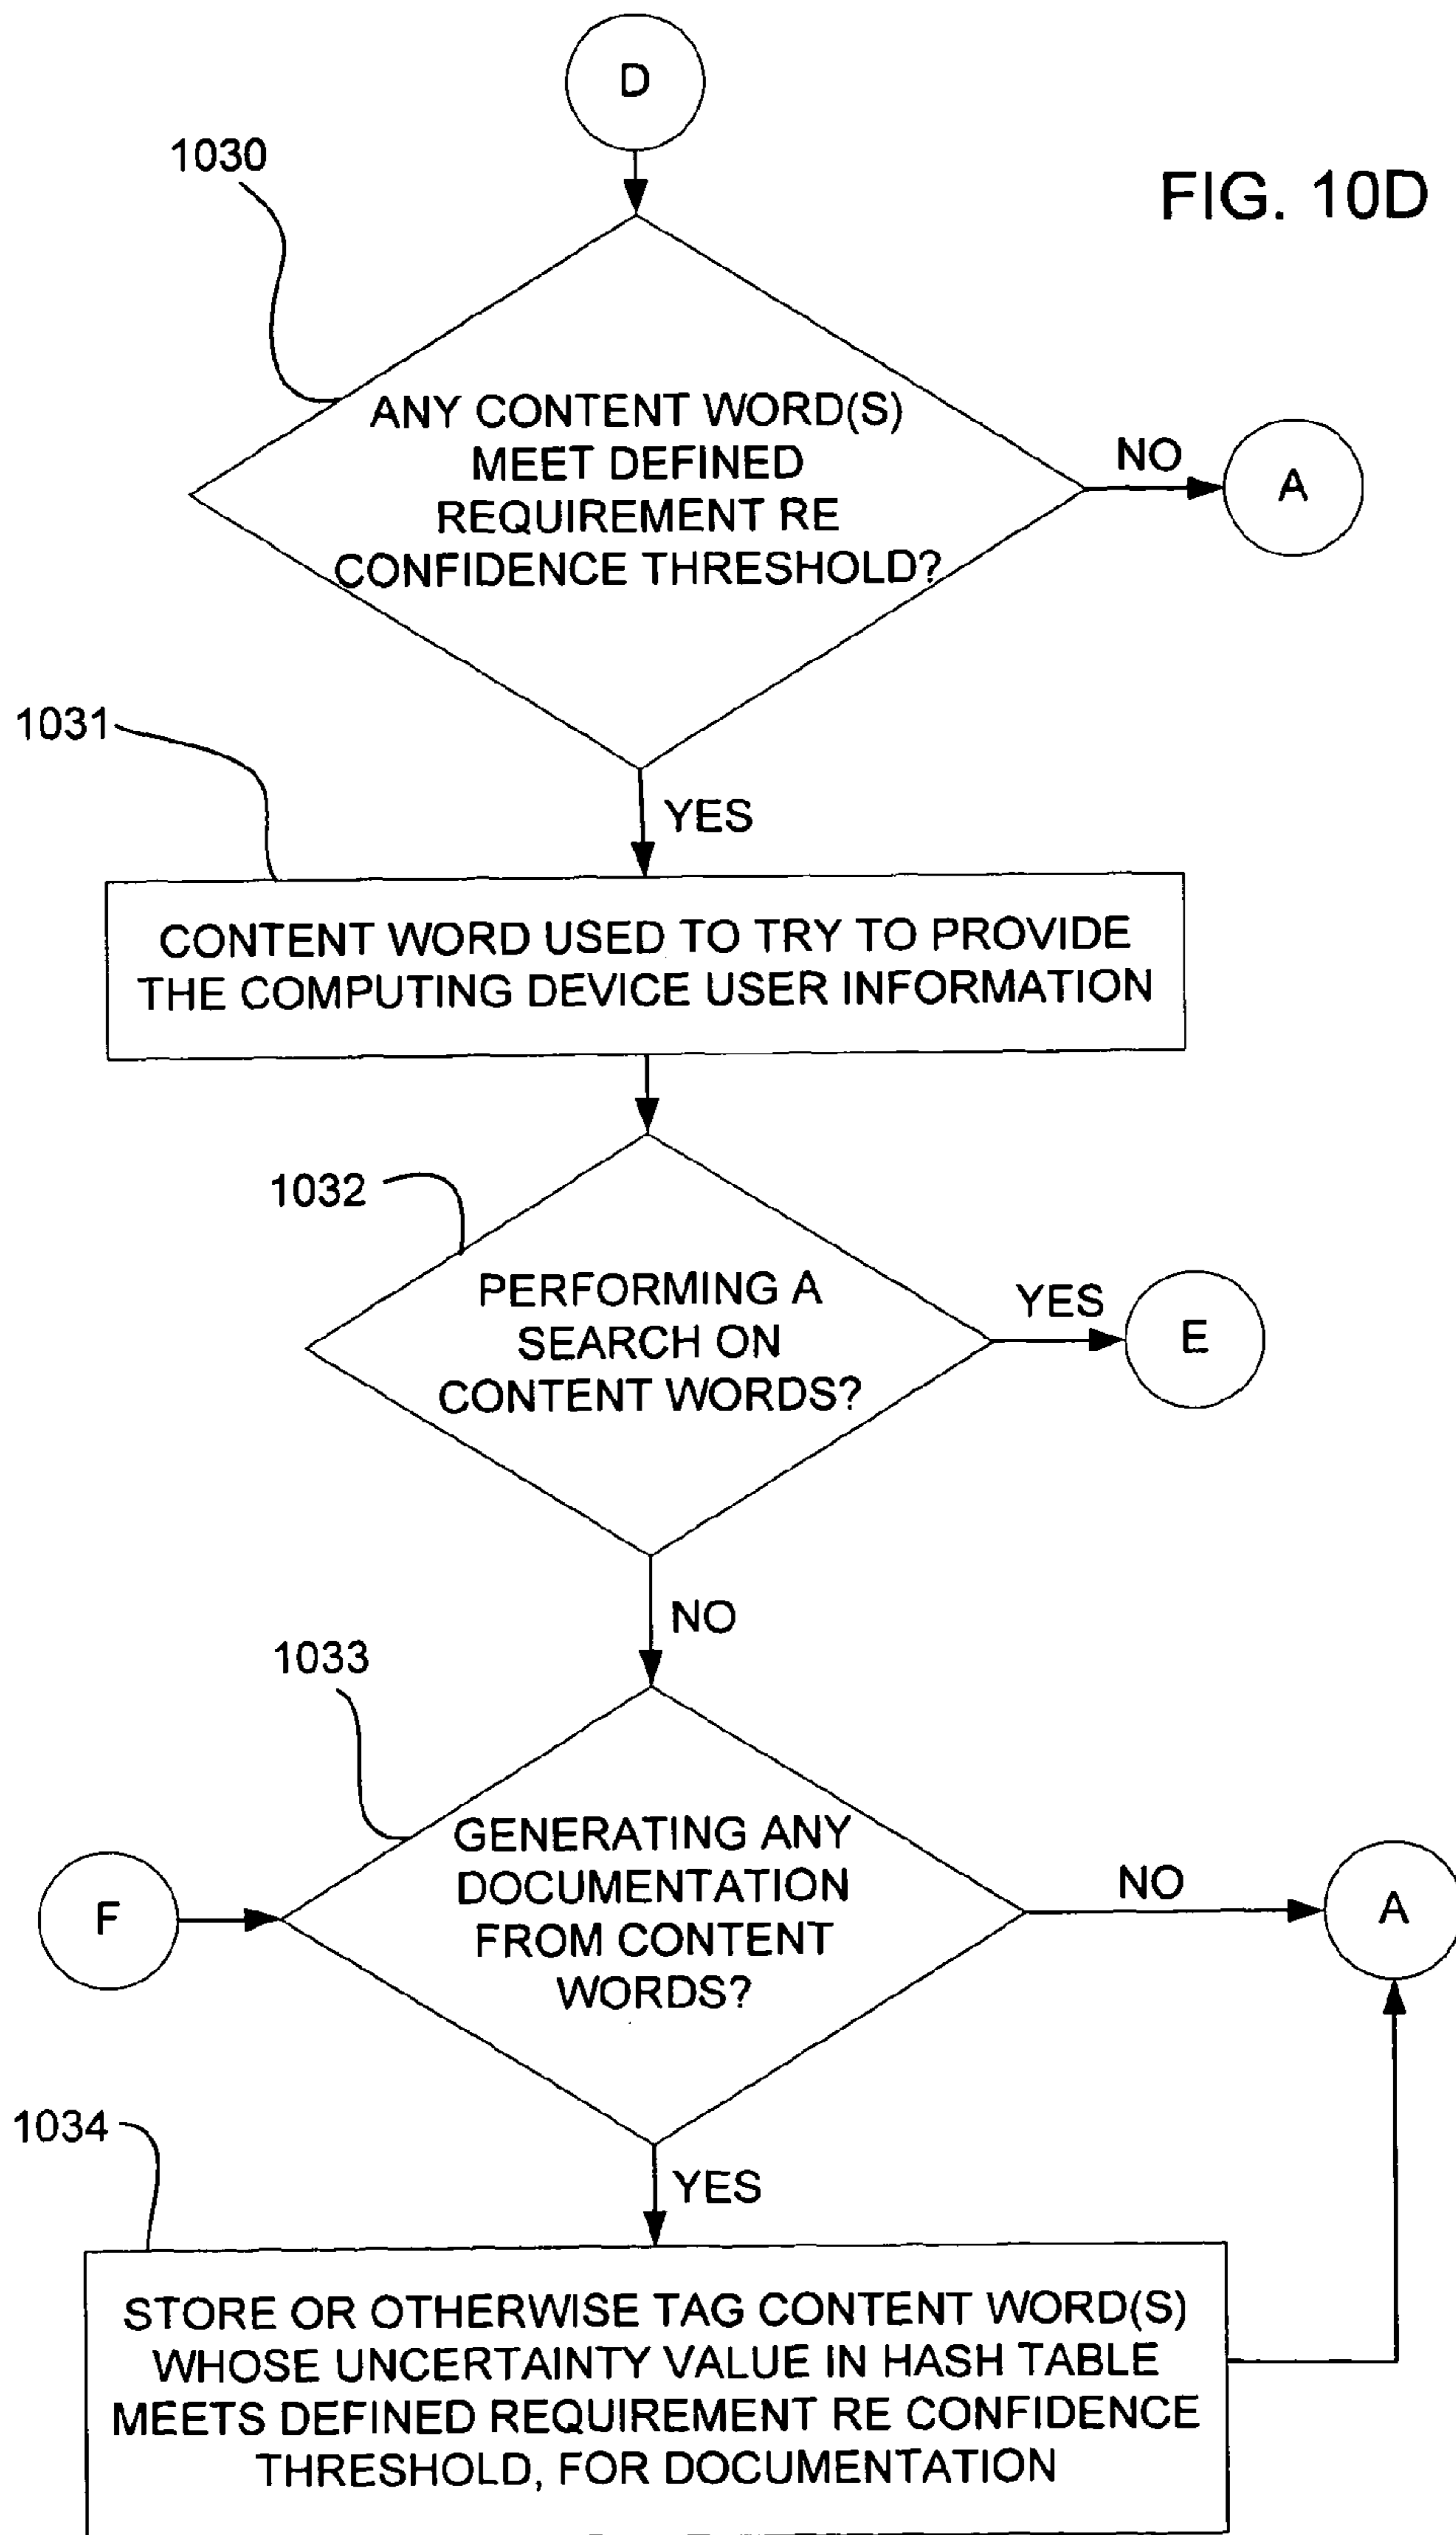 D
1030
FIG. 10D
ANY CONTENT WORD(S)
MEET DEFINED
REQUIREMENT RE
CONFIDENCE THRESHOLD?
NO
A
1031
YES
CONTENT WORD USED TO TRY TO PROVIDE
THE COMPUTING DEVICE USER INFORMATION
1032
PERFORMING A
SEARCH ON
CONTENT WORDS?
YES
E
NO
1033
GENERATING ANY
DOCUMENTATION
FROM CONTENT
WORDS?
F
NO
A
1034
YES
STORE OR OTHERWISE TAG CONTENT WORD(S)
WHOSE UNCERTAINTY VALUE IN HASH TABLE
MEETS DEFINED REQUIREMENT RE CONFIDENCE
THRESHOLD, FOR DOCUMENTATION